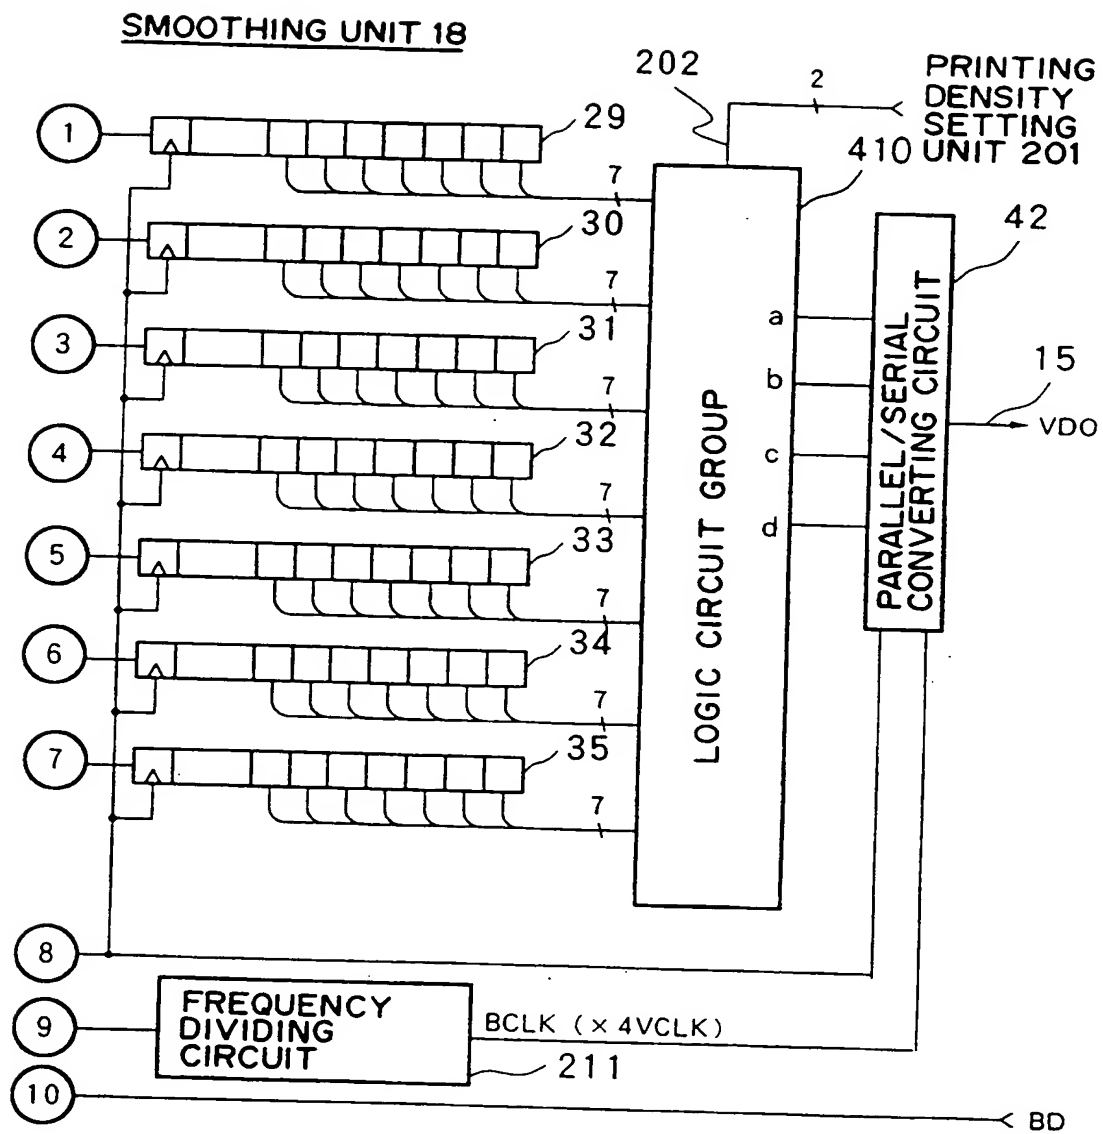 SMOOTHING UNIT 18
202
2
PRINTING
DENSITY
SETTING
UNIT 201
1
29
7
410
2
30
7
42
3
31
7
a
b
c
d
4
32
7
5
33
7
6
34
7
7
35
7
LOGIC CIRCUIT GROUP
PARALLEL/SERIAL
CONVERTING CIRCUIT
15
VDO
8
9
FREQUENCY
DIVIDING
CIRCUIT
BCLK (× 4VCLK)
211
10
BD